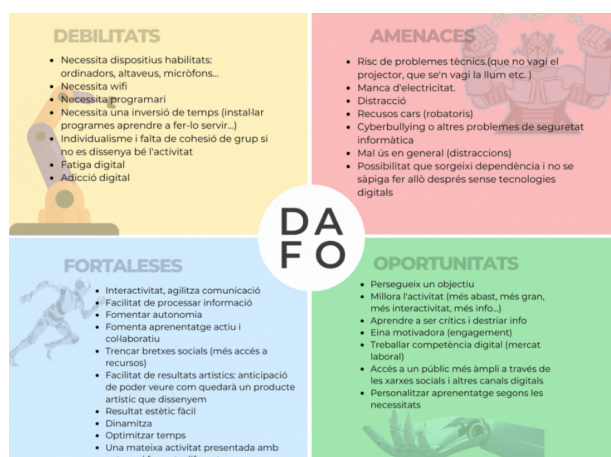 DEBILITATS
Necessita dispositius habilitats:
ordinadors, altaveus, micròfons...
Necessita wifi
Necessita programari
Necessita una inversió de temps (instal·lar
programes aprendre a fer-lo servir...)
Individualisme i falta de cohesió de grup si
no es dissenya bé l'activitat
Fatiga digital
Adicció digital
AMENACES
Risc de problemes tècnics.(que no vagi el
projector, que se'n vagi la llum etc. )
Manca d'electricitat.
Distracció
Recusos cars (robatoris)
Cyberbullying o altres problemes de seguretat
informàtica
Mal ús en general (distraccions)
Possibilitat que sorgeixi dependència i no se
sàpiga fer allò després sense tecnologies
digitals
DA
FO
FORTALESES
Interactivitat, agilitza comunicació
Facilitat de processar informació
Fomentar autonomia
Fomenta aprenentatge actiu i
col·laboratiu
Trencar bretxes socials (més accés a
recursos)
Facilitat de resultats artístics: anticipació
de poder veure com quedarà un producte
artístic que dissenyem
Resultat estètic fàcil
Dinamitza
Optimitzar temps
Una mateixa activitat presentada amb
OPORTUNITATS
Persegueix un objectiu
Millora l'activitat (més abast, més gran,
més interactivitat, més info...)
Aprendre a ser crítics i destriar info
Eina motivadora (engagement)
Treballar competència digital (mercat
laboral)
Accés a un públic més àmpli a través de
les xarxes socials i altres canals digitals
Personalitzar aprenentatge segons les
necessitats